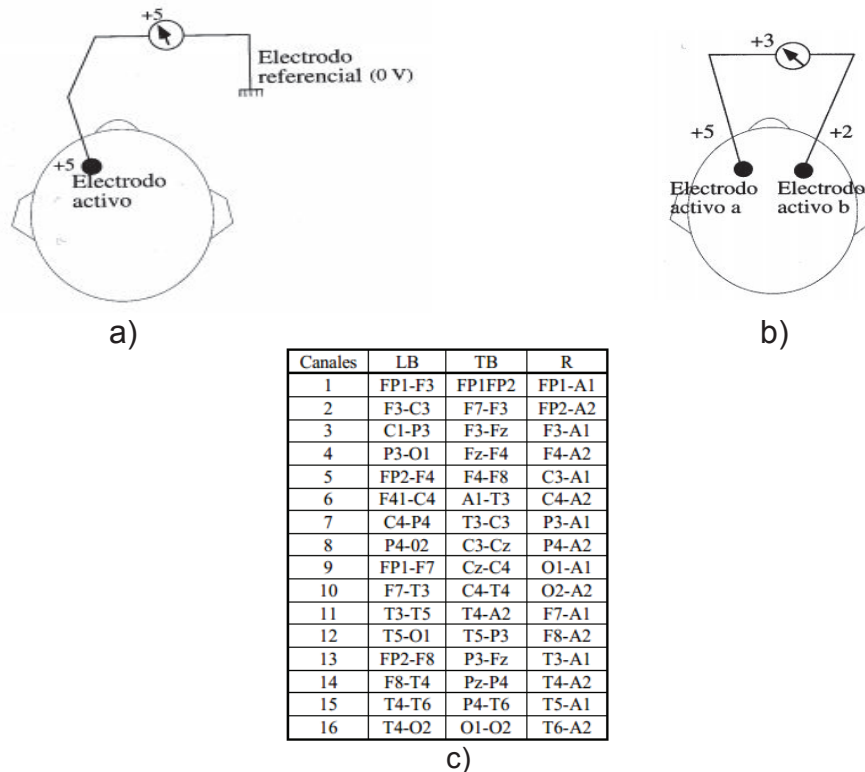 +5
Electrodo
referencial (0 V)
+5
Electrodo
activo
a)
+3
+5
+2
Electrodo
activo a
Electrodo
activo b
b)
Canales LB TB R
1 FP1-F3 FP1FP2 FP1-A1
2 F3-C3 F7-F3 FP2-A2
3 C1-P3 F3-Fz F3-A1
4 P3-O1 Fz-F4 F4-A2
5 FP2-F4 F4-F8 C3-A1
6 F41-C4 A1-T3 C4-A2
7 C4-P4 T3-C3 P3-A1
8 P4-02 C3-Cz P4-A2
9 FP1-F7 Cz-C4 O1-A1
10 F7-T3 C4-T4 O2-A2
11 T3-T5 T4-A2 F7-A1
12 T5-O1 T5-P3 F8-A2
13 FP2-F8 P3-Fz T3-A1
14 F8-T4 Pz-P4 T4-A2
15 T4-T6 P4-T6 T5-A1
16 T4-O2 O1-O2 T6-A2
c)